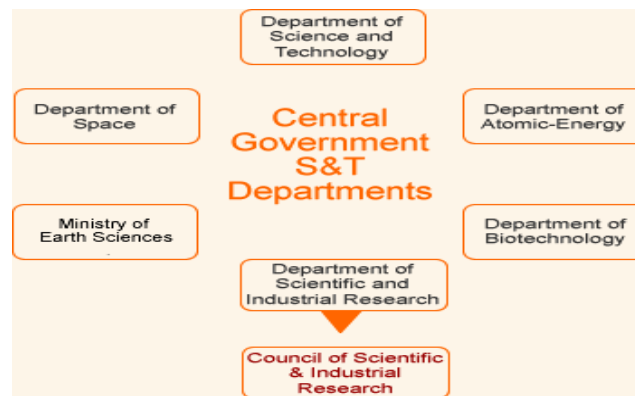 Department of
Science and
Technology
Department of
Space
Central
Government
S&T
Departments
Department of
Atomic-Energy
Ministry of
Earth Sciences
Department of
Biotechnology
Department of
Scientific and
Industrial Research
Council of Scientific
& Industrial
Research